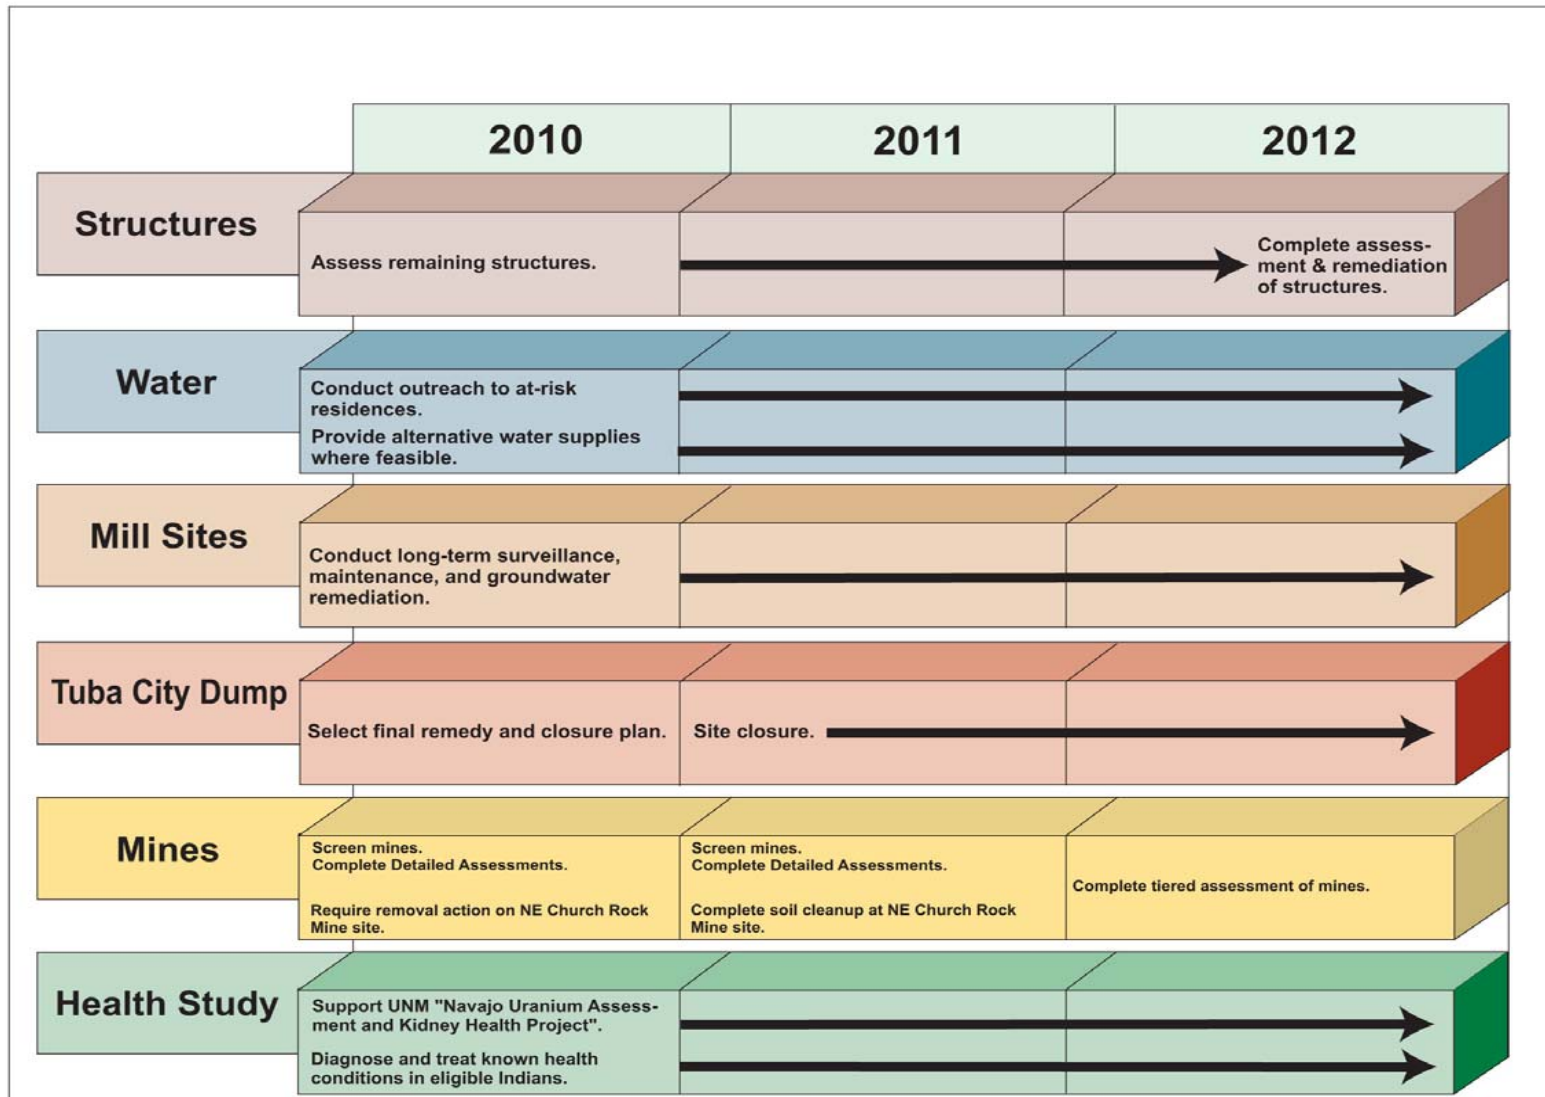 2010 2011 2012
Structures
Assess remaining structures.
Complete assess-
ment & remediation
of structures.
Water
Conduct outreach to at-risk
residences.
Provide alternative water supplies
where feasible.
Mill Sites
Conduct long-term surveillance,
maintenance, and groundwater
remediation.
Tuba City Dump
Select final remedy and closure plan.
Site closure.
Mines
Screen mines.
Complete Detailed Assessments.
Require removal action on NE Church Rock
Mine site.
Screen mines.
Complete Detailed Assessments.
Complete soil cleanup at NE Church Rock
Mine site.
Complete tiered assessment of mines.
Health Study
Support UNM "Navajo Uranium Assess-
ment and Kidney Health Project".
Diagnose and treat known health
conditions in eligible Indians.